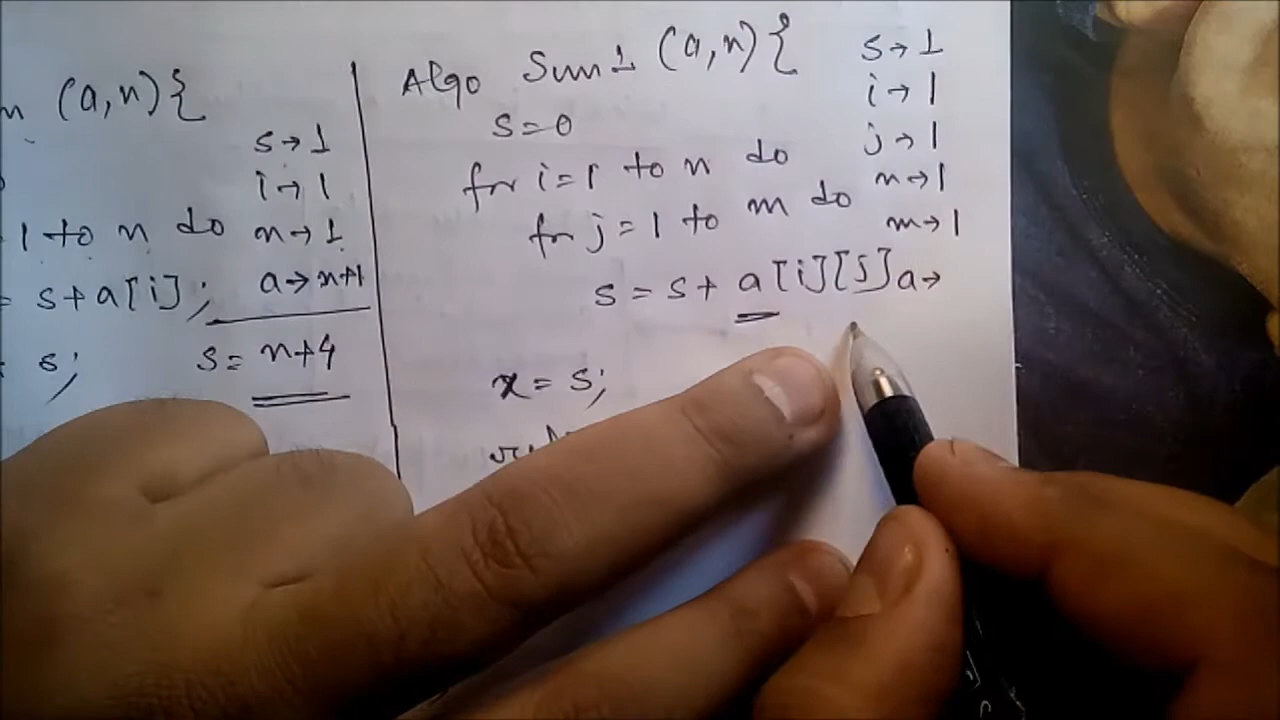 (a,n){
s→1
i→1
1 to n do n→1
= s+a[i]; a→n+1
s; s= n+4
Algo Sum1 (a,n){ s→1
s=0 i→1
for i=1 to n do j→1
for j=1 to m do n→1
m→1
s = s+ a[i][j] a→
x = s;